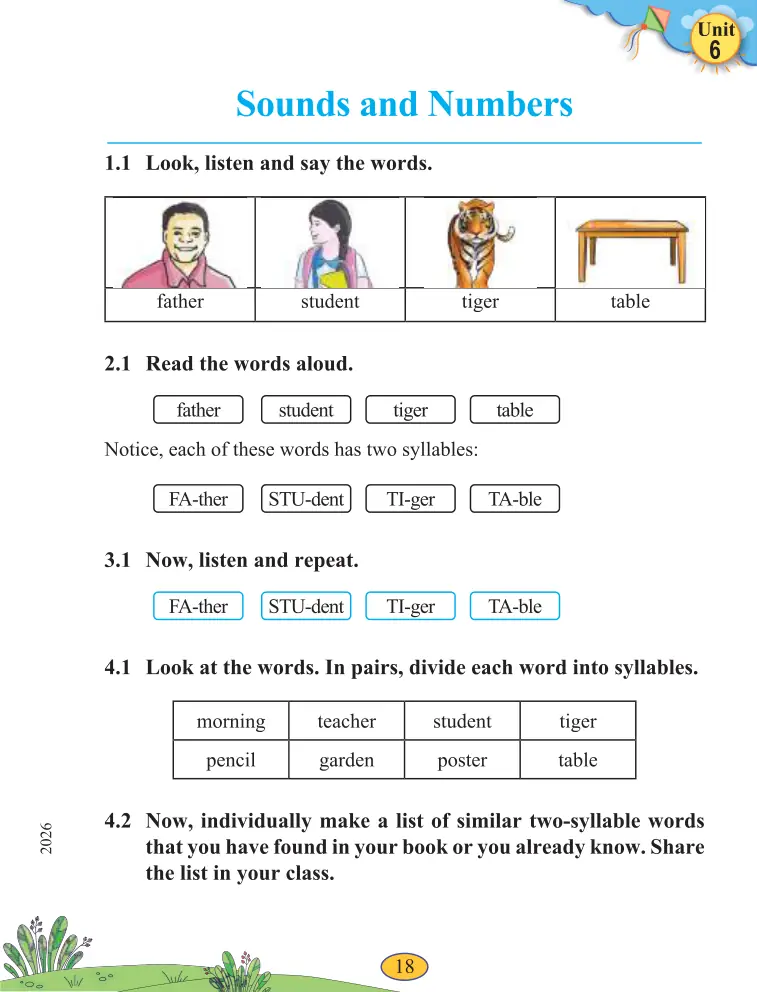 Unit
6
Sounds and Numbers
1.1 Look, listen and say the words.
father student tiger table
2.1 Read the words aloud.
father student tiger table
Notice, each of these words has two syllables:
FA-ther STU-dent TI-ger TA-ble
3.1 Now, listen and repeat.
FA-ther STU-dent TI-ger TA-ble
4.1 Look at the words. In pairs, divide each word into syllables.
morning teacher student tiger
pencil garden poster table
4.2 Now, individually make a list of similar two-syllable words
that you have found in your book or you already know. Share
the list in your class.
2026
18